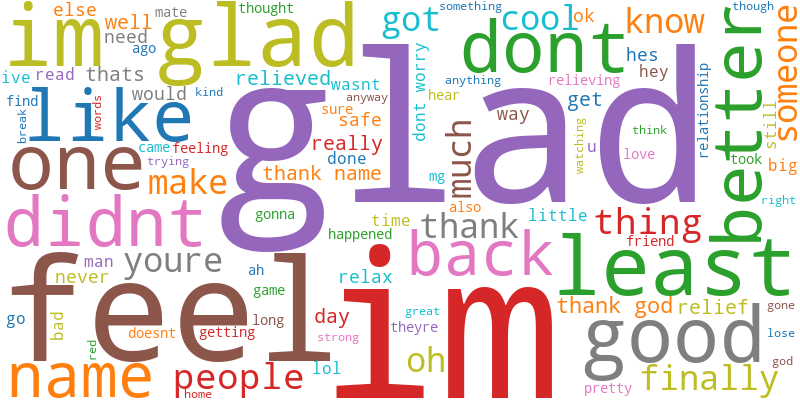 something
though
else
mate
thought
im glad
well
got
cool
ok
know
someone
need
ago
dont
better
hes
ive
read
thats
relieved
wasnt
anything
hey
relieving
find
like
would
kind
anyway
dont worry
hear
get
relationship
still
break
words
glad
sure
safe
way
watching
think
came
feeling
really
much
u
love
took
one
trying
done
big
make
thank name
mg
right
didnt
gonna
also
time
thank
little
thing
happened
friend
youre
back
least
man
ah
never
relax
feel
im
game
thank god
relief
gone
go
bad
long
day
great
theyre
good
lose
doesnt
getting
strong
red
oh
god
name
people
lol
finally
home
pretty